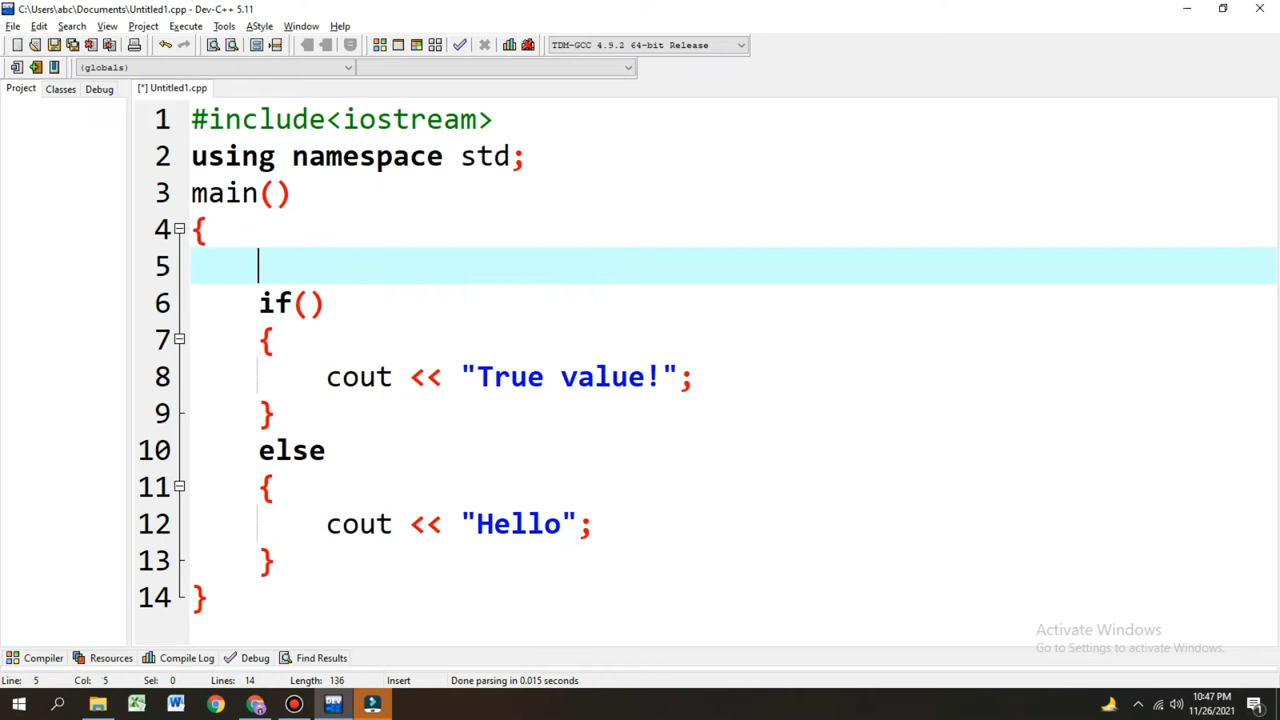 C:\Users\abc\Documents\Untitled1.cpp - Dev-C++ 5.11
File Edit Search View Project Execute Tools AStyle Window Help
TDM-GCC 4.9.2 64-bit Release
(globals)
Project Classes Debug [*] Untitled1.cpp
1 #include<iostream>
2 using namespace std;
3 main()
4 {
5
6 if()
7 {
8 cout << "True value!";
9 }
10 else
11 {
12 cout << "Hello";
13 }
14 }
Activate Windows
Go to Settings to activate Windows.
Compiler Resources Compile Log Debug Find Results
Line: 5 Col: 5 Sel: 0 Lines: 14 Length: 136 Insert Done parsing in 0.015 seconds
DEV
10:47 PM
11/26/2021
1